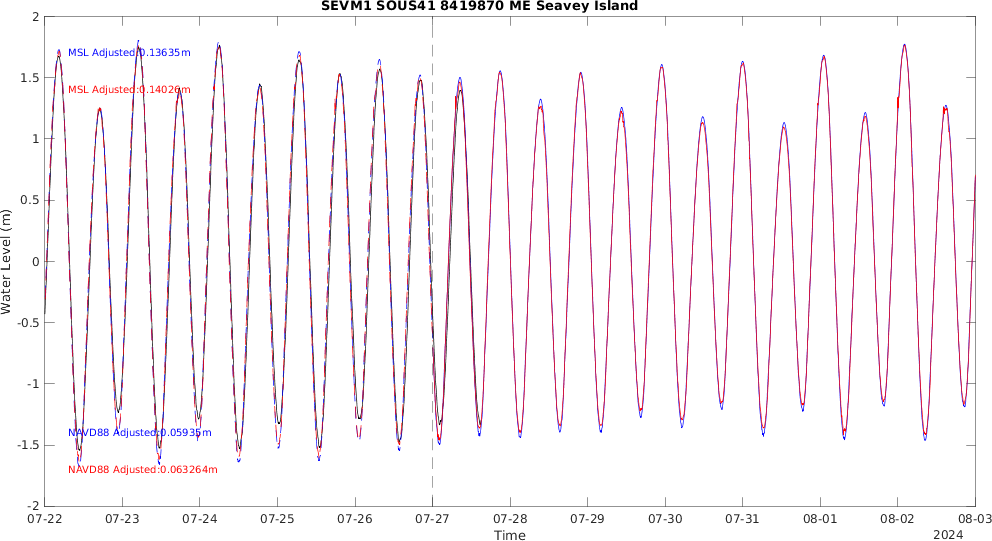 SEVM1 SOUS41 8419870 ME Seavey Island
2
1.5
1
0.5
0
-0.5
-1
-1.5
-2
Water Level (m)
MSL Adjusted:0.13635m
MSL Adjusted:0.14026m
NAVD88 Adjusted:0.05935m
NAVD88 Adjusted:0.063264m
07-22 07-23 07-24 07-25 07-26 07-27 07-28 07-29 07-30 07-31 08-01 08-02 08-03
Time
2024